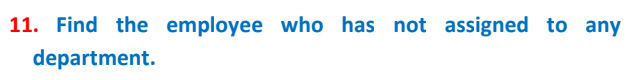 11. Find the employee who has not assigned to any
department.